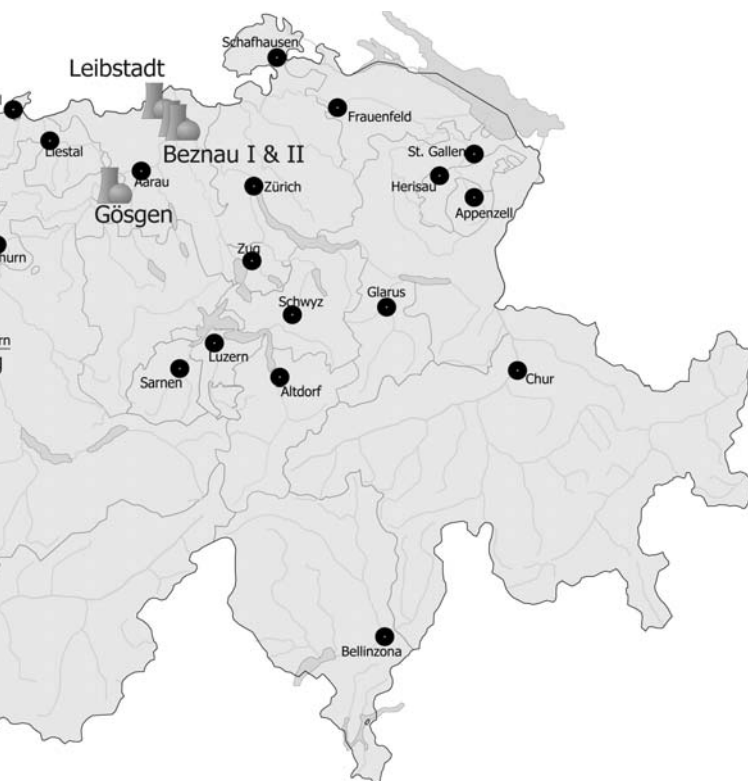 Schafhausen
Leibstadt
Frauenfeld
Liestal
Beznau I & II
St. Gallen
Aarau
Zürich
Herisau
Gösgen
Appenzell
Zug
Glarus
Schwyz
Luzern
Sarnen
Altdorf
Chur
Bellinzona